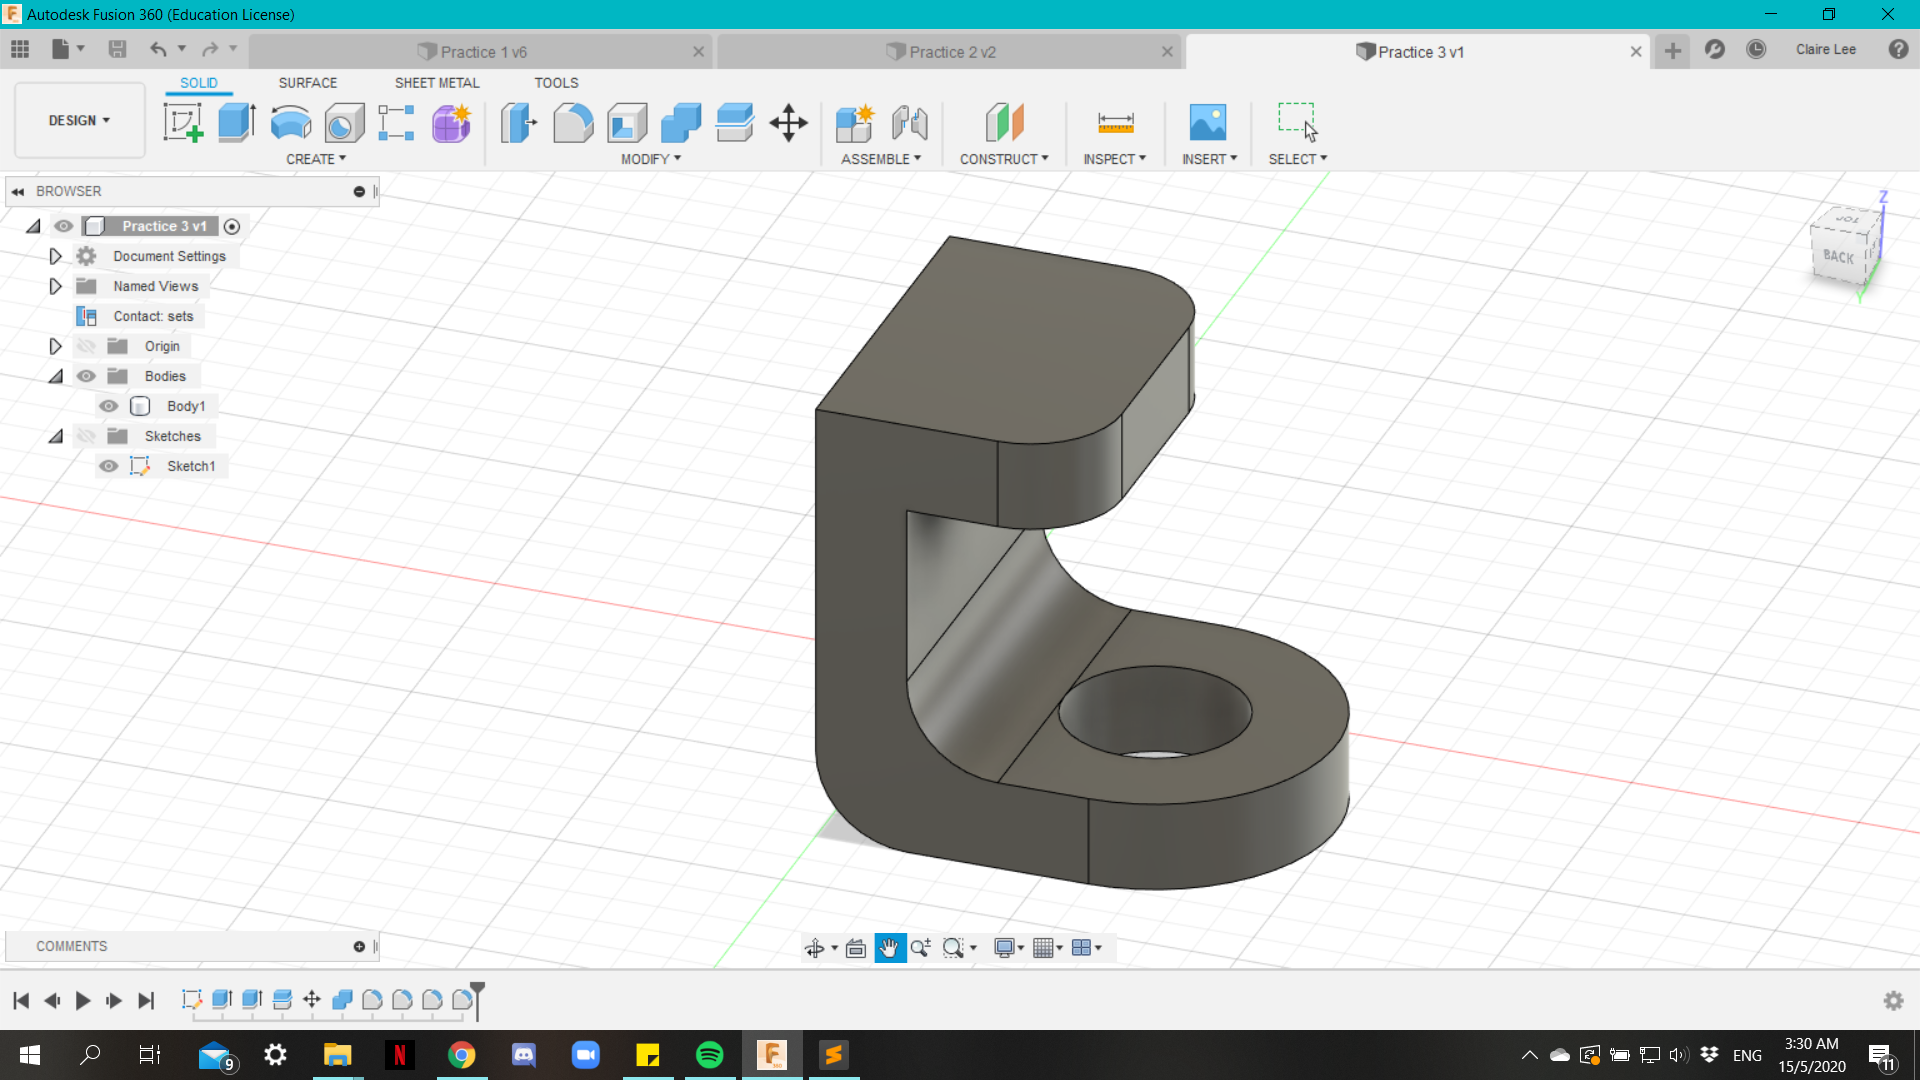 Autodesk Fusion 360 (Education License)
Practice 1 v6
Practice 2 v2
Practice 3 v1
Claire Lee
SOLID SURFACE SHEET METAL TOOLS
DESIGN
CREATE MODIFY ASSEMBLE CONSTRUCT INSPECT INSERT SELECT
BROWSER
Practice 3 v1
Document Settings
Named Views
Contact: sets
Origin
Bodies
Body1
Sketches
Sketch1
Z
TOP
BACK
Y
COMMENTS
9
N
ENG
3:30 AM
15/5/2020
11